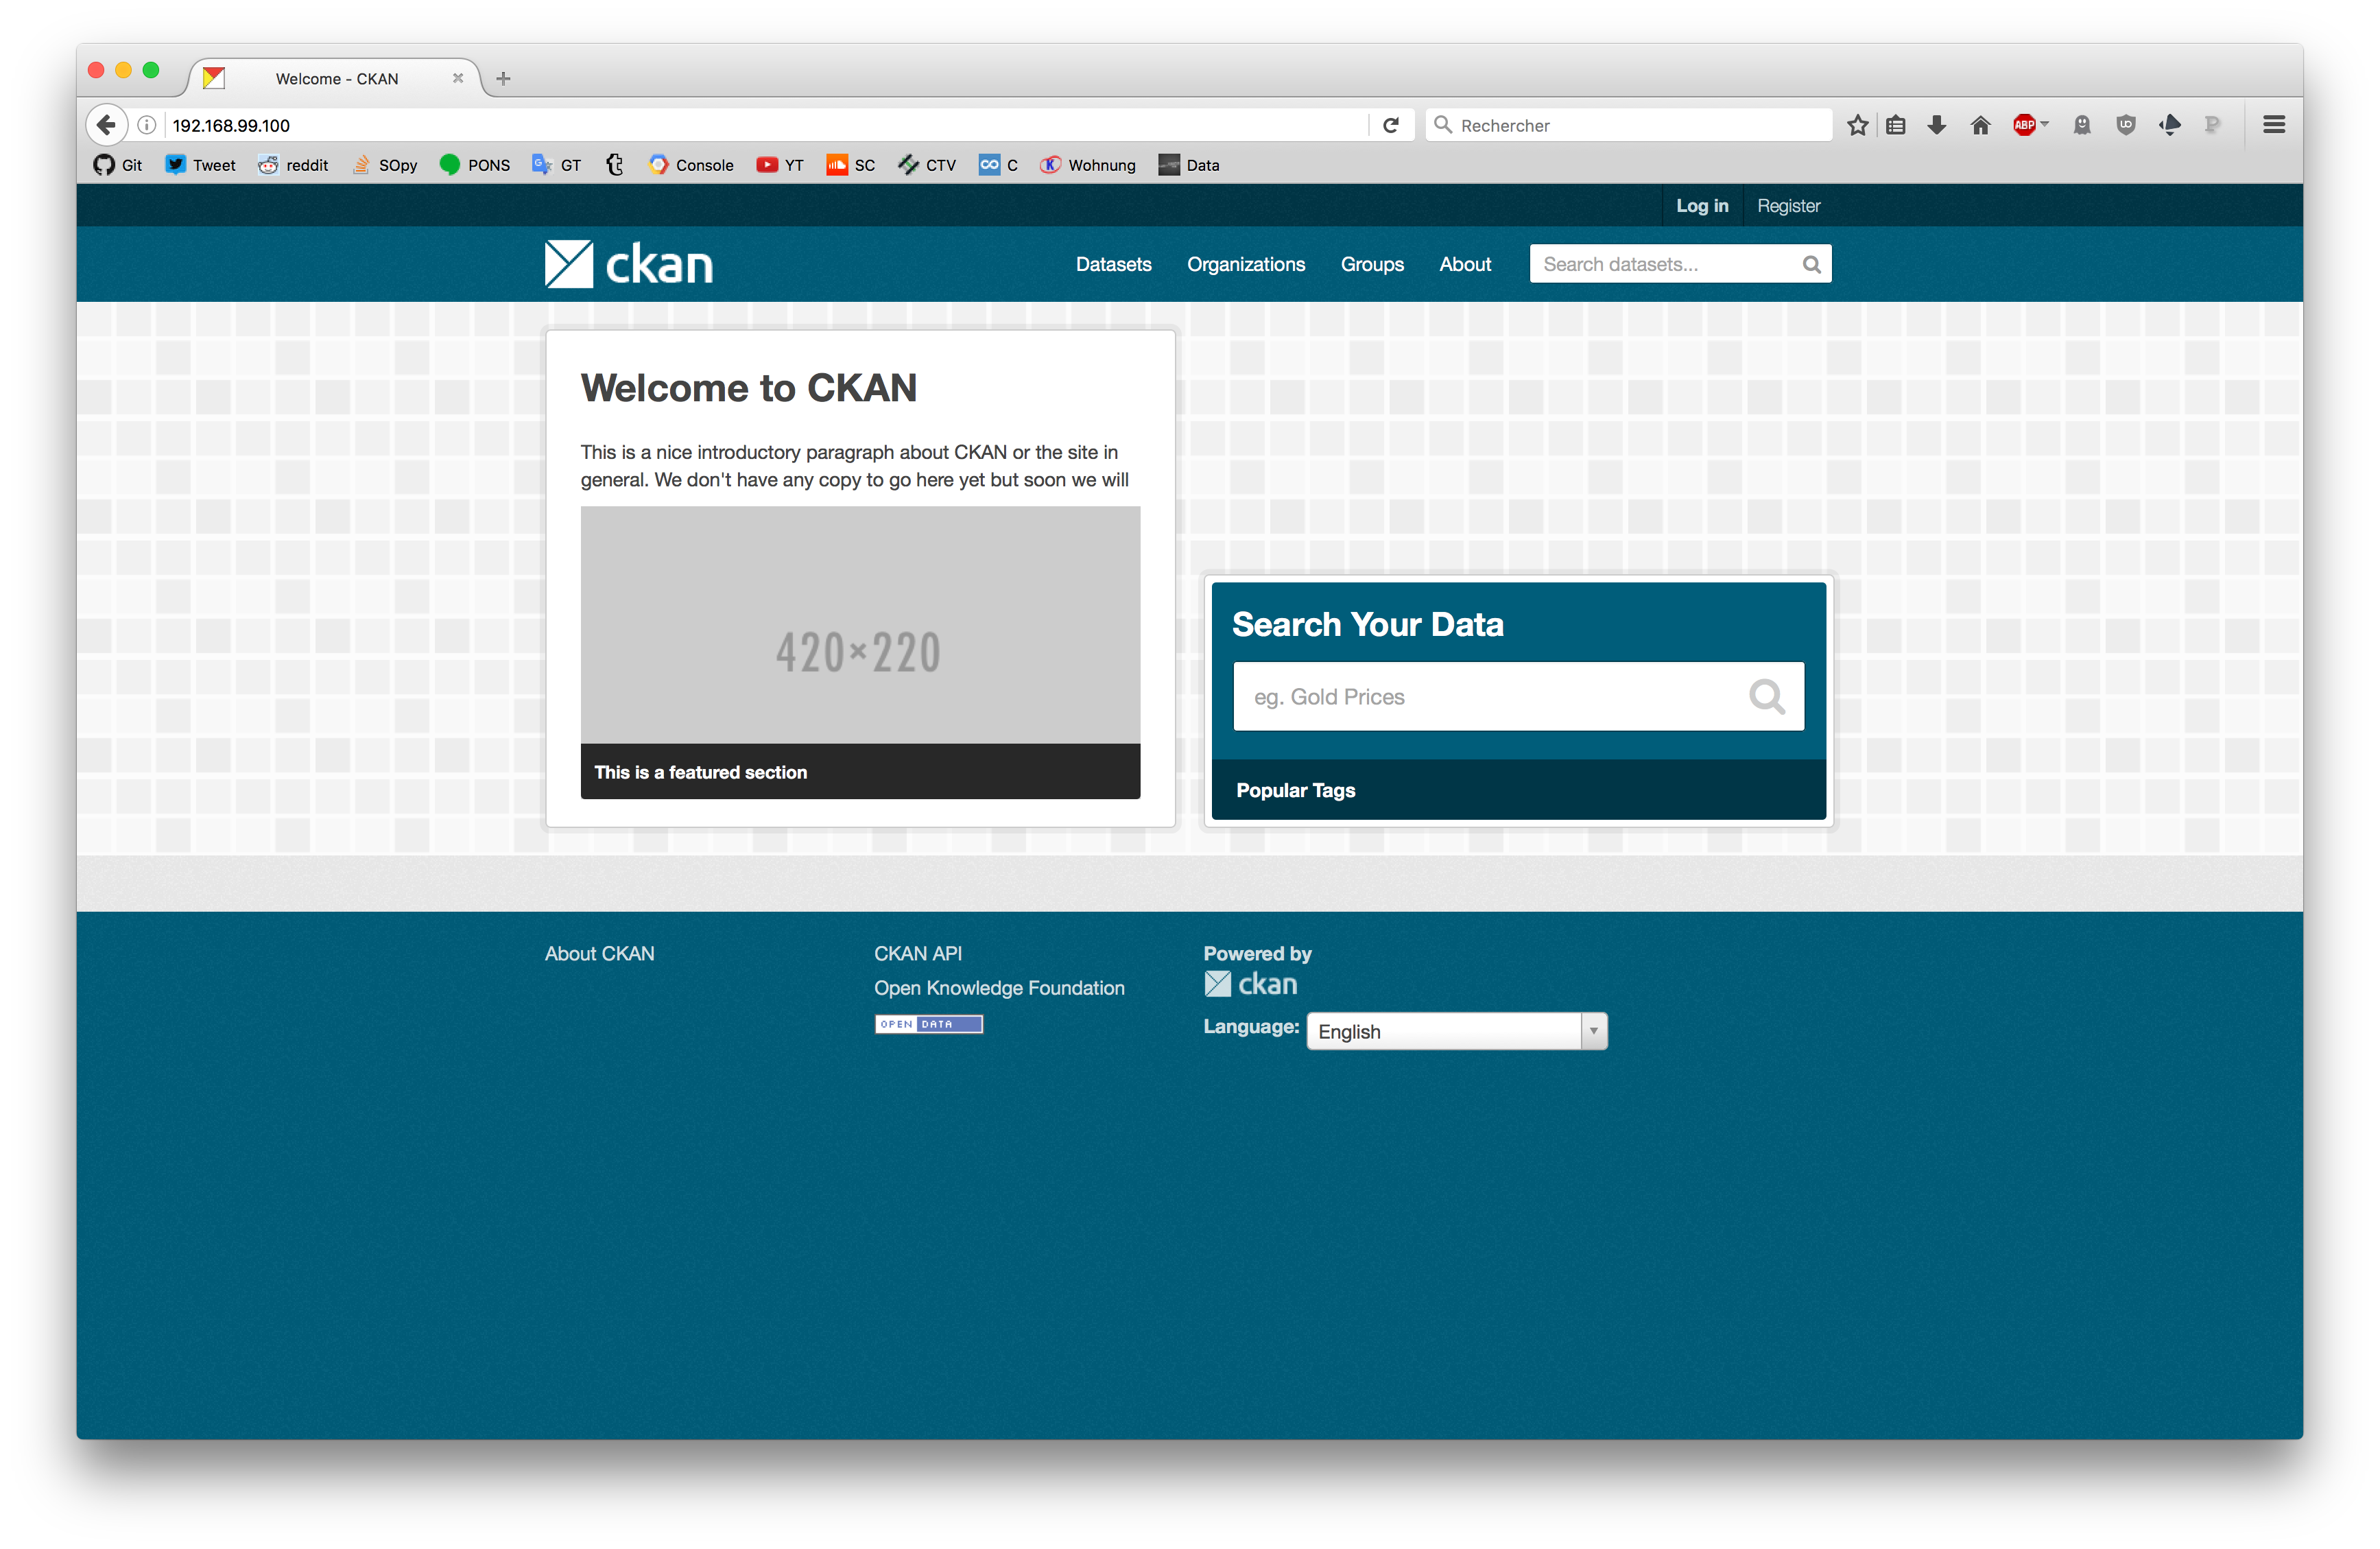 Welcome - CKAN
192.168.99.100
Rechercher
ABP
Git Tweet reddit SOpy PONS GT Console YT SC CTV C Wohnung Data
Log in Register
ckan
Datasets Organizations Groups About Search datasets...
Welcome to CKAN
This is a nice introductory paragraph about CKAN or the site in
general. We don't have any copy to go here yet but soon we will
420×220
This is a featured section
Search Your Data
eg. Gold Prices
Popular Tags
About CKAN
CKAN API
Open Knowledge Foundation
OPEN DATA
Powered by
ckan
Language: English